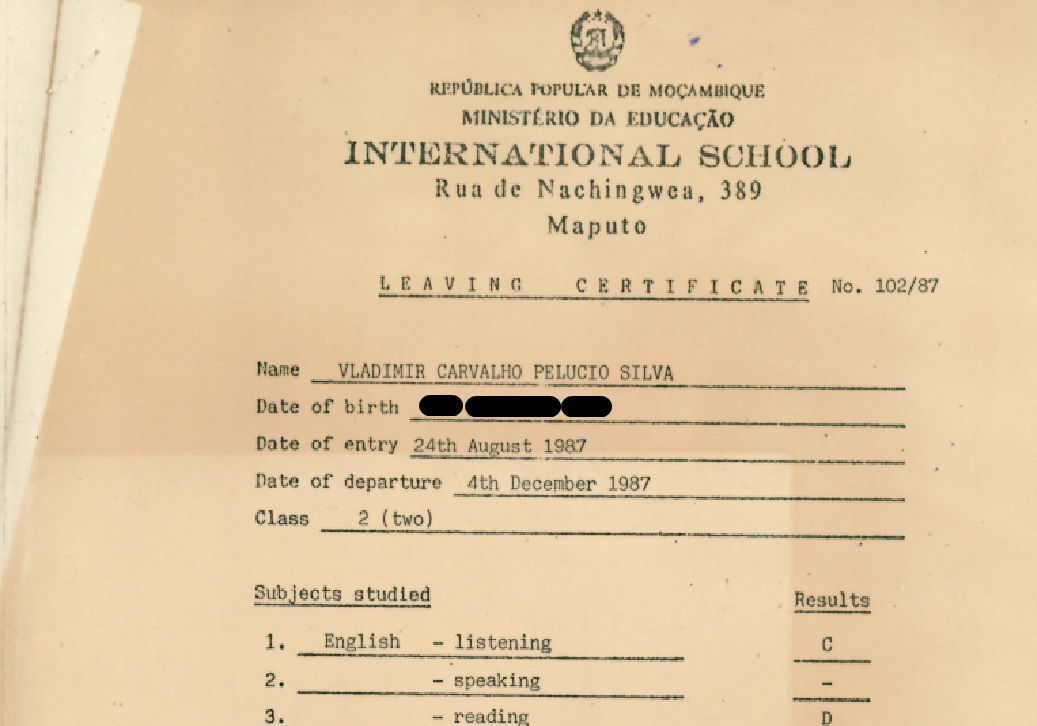 REPÚBLICA POPULAR DE MOÇAMBIQUE
MINISTÉRIO DA EDUCAÇÃO
INTERNATIONAL SCHOOL
Rua de Nachingwea, 389
Maputo
LEAVING CERTIFICATE No. 102/87
Name VLADIMIR CARVALHO PELUCIO SILVA
Date of birth
Date of entry 24th August 1987
Date of departure 4th December 1987
Class 2 (two)
Subjects studied Results
1. English - listening C
2. - speaking -
3. - reading D